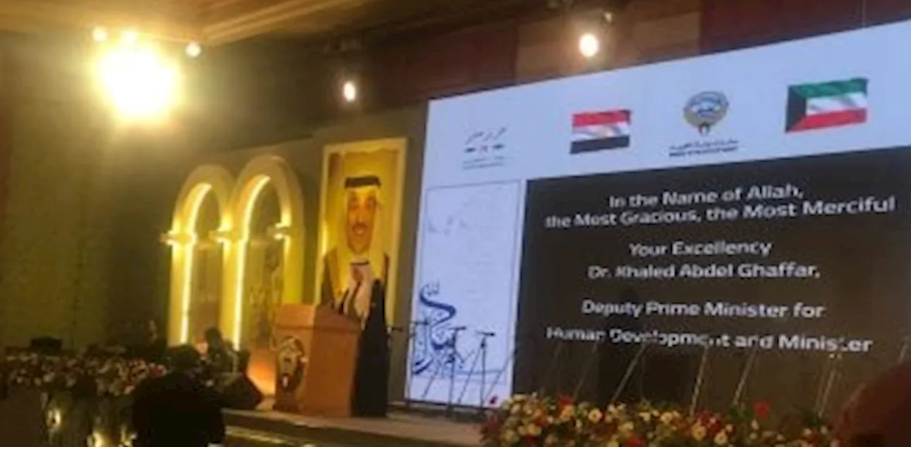 In the Name of Allah,
the Most Gracious, the Most Merciful
Your Excellency
Dr. Khaled Abdel Ghaffar,
Deputy Prime Minister for
Human Development and Minister